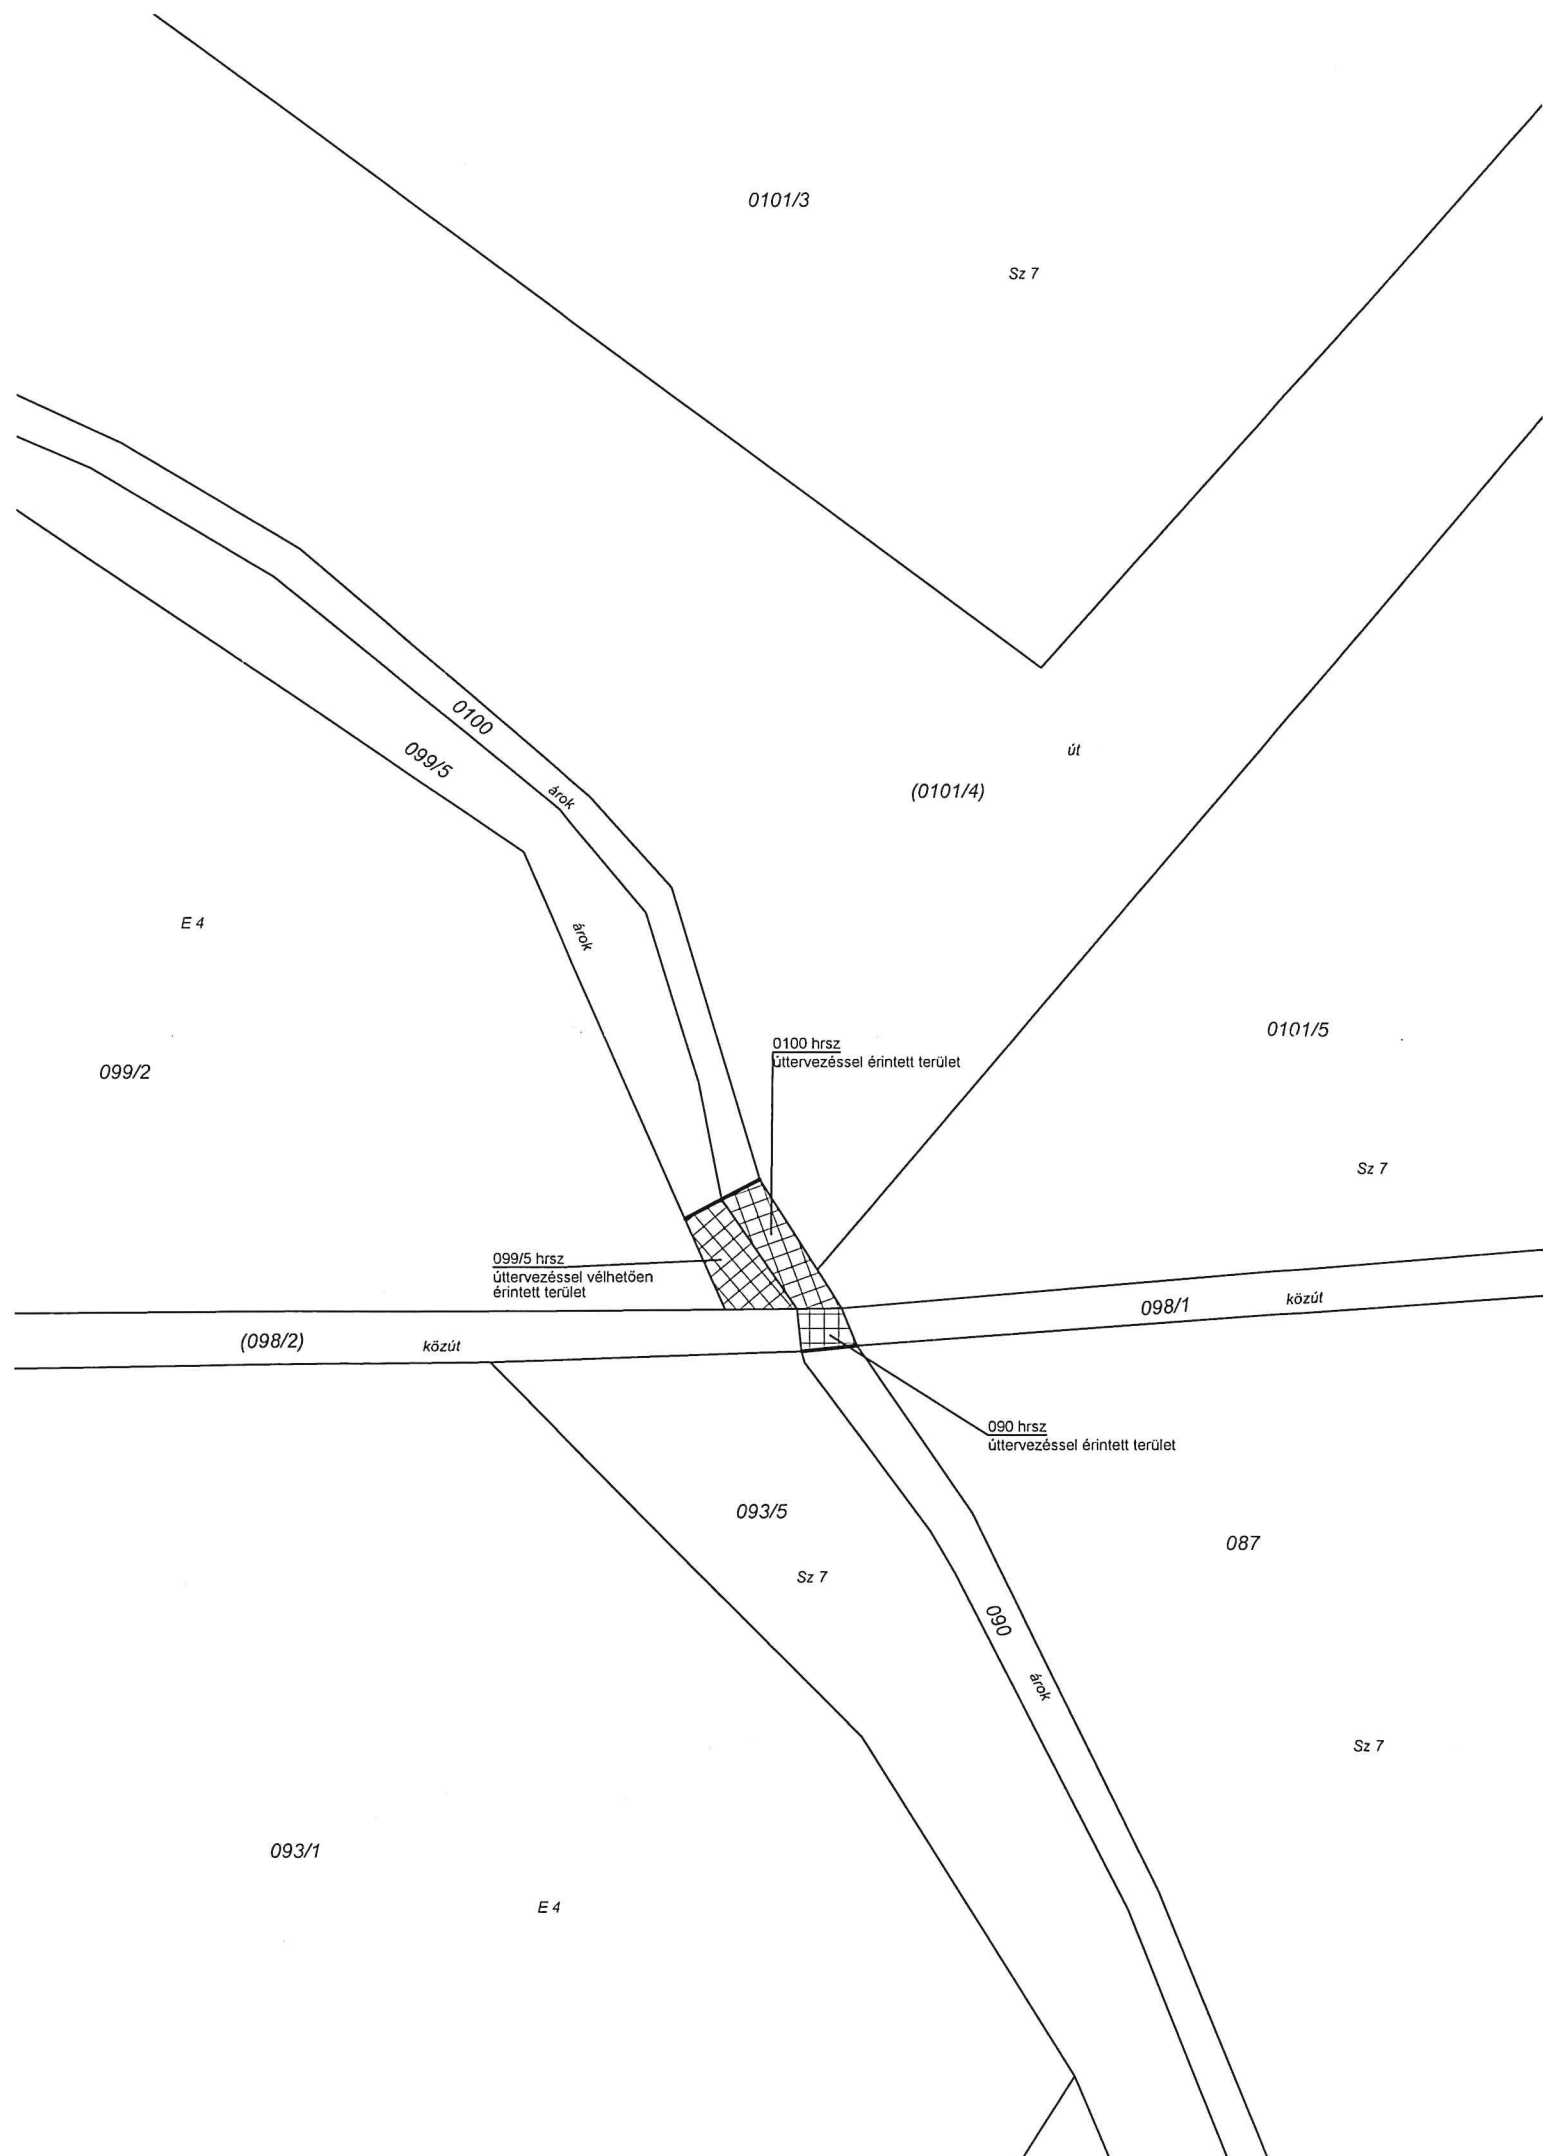 0101/3
Sz 7
0100
099/5
árok
út
(0101/4)
E 4
árok
0101/5
0100 hrsz
úttervezéssel érintett terület
099/2
Sz 7
099/5 hrsz
úttervezéssel vélhetően
érintett terület
098/1
közút
(098/2)
közút
090 hrsz
úttervezéssel érintett terület
093/5
087
Sz 7
090
árok
Sz 7
093/1
E 4